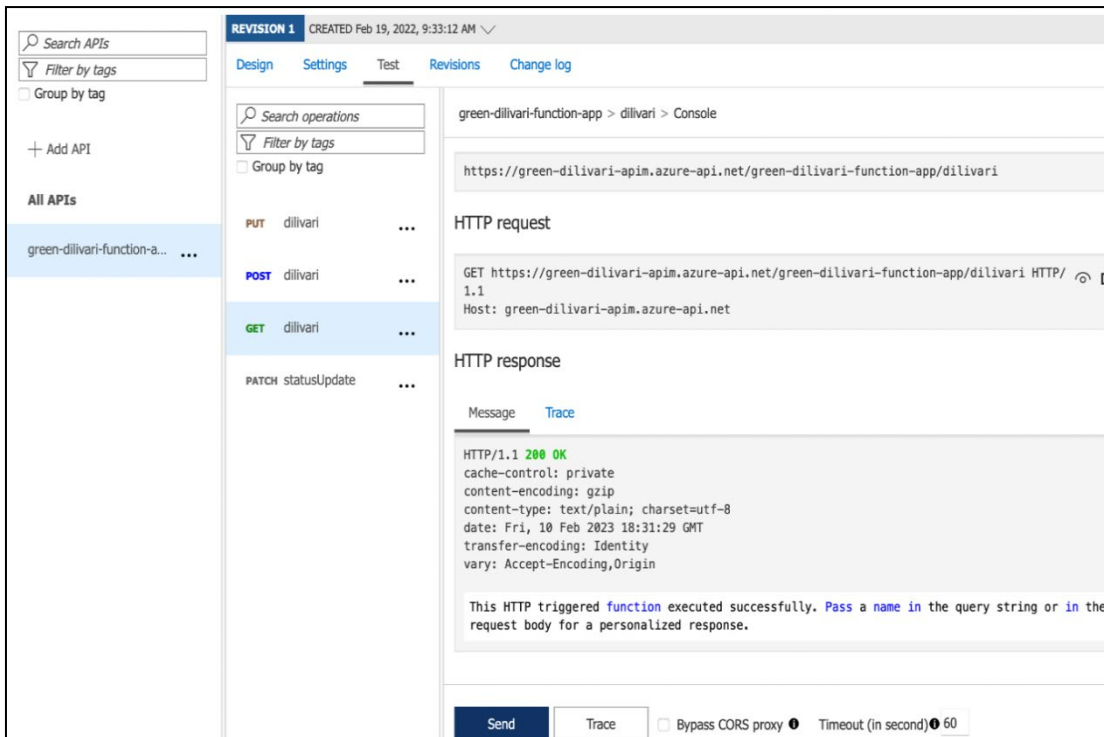 REVISION 1 CREATED Feb 19, 2022, 9:33:12 AM
Search APIs
Filter by tags
Group by tag
+ Add API
All APIs
green-dilivari-function-a... ...
Design Settings Test Revisions Change log
Search operations
Filter by tags
Group by tag
PUT dilivari ...
POST dilivari ...
GET dilivari ...
PATCH statusUpdate ...
green-dilivari-function-app > dilivari > Console
https://green-dilivari-apim.azure-api.net/green-dilivari-function-app/dilivari
HTTP request
GET https://green-dilivari-apim.azure-api.net/green-dilivari-function-app/dilivari HTTP/
1.1
Host: green-dilivari-apim.azure-api.net
HTTP response
Message Trace
HTTP/1.1 200 OK
cache-control: private
content-encoding: gzip
content-type: text/plain; charset=utf-8
date: Fri, 10 Feb 2023 18:31:29 GMT
transfer-encoding: Identity
vary: Accept-Encoding,Origin
This HTTP triggered function executed successfully. Pass a name in the query string or in the
request body for a personalized response.
Send Trace Bypass CORS proxy Timeout (in second) 60